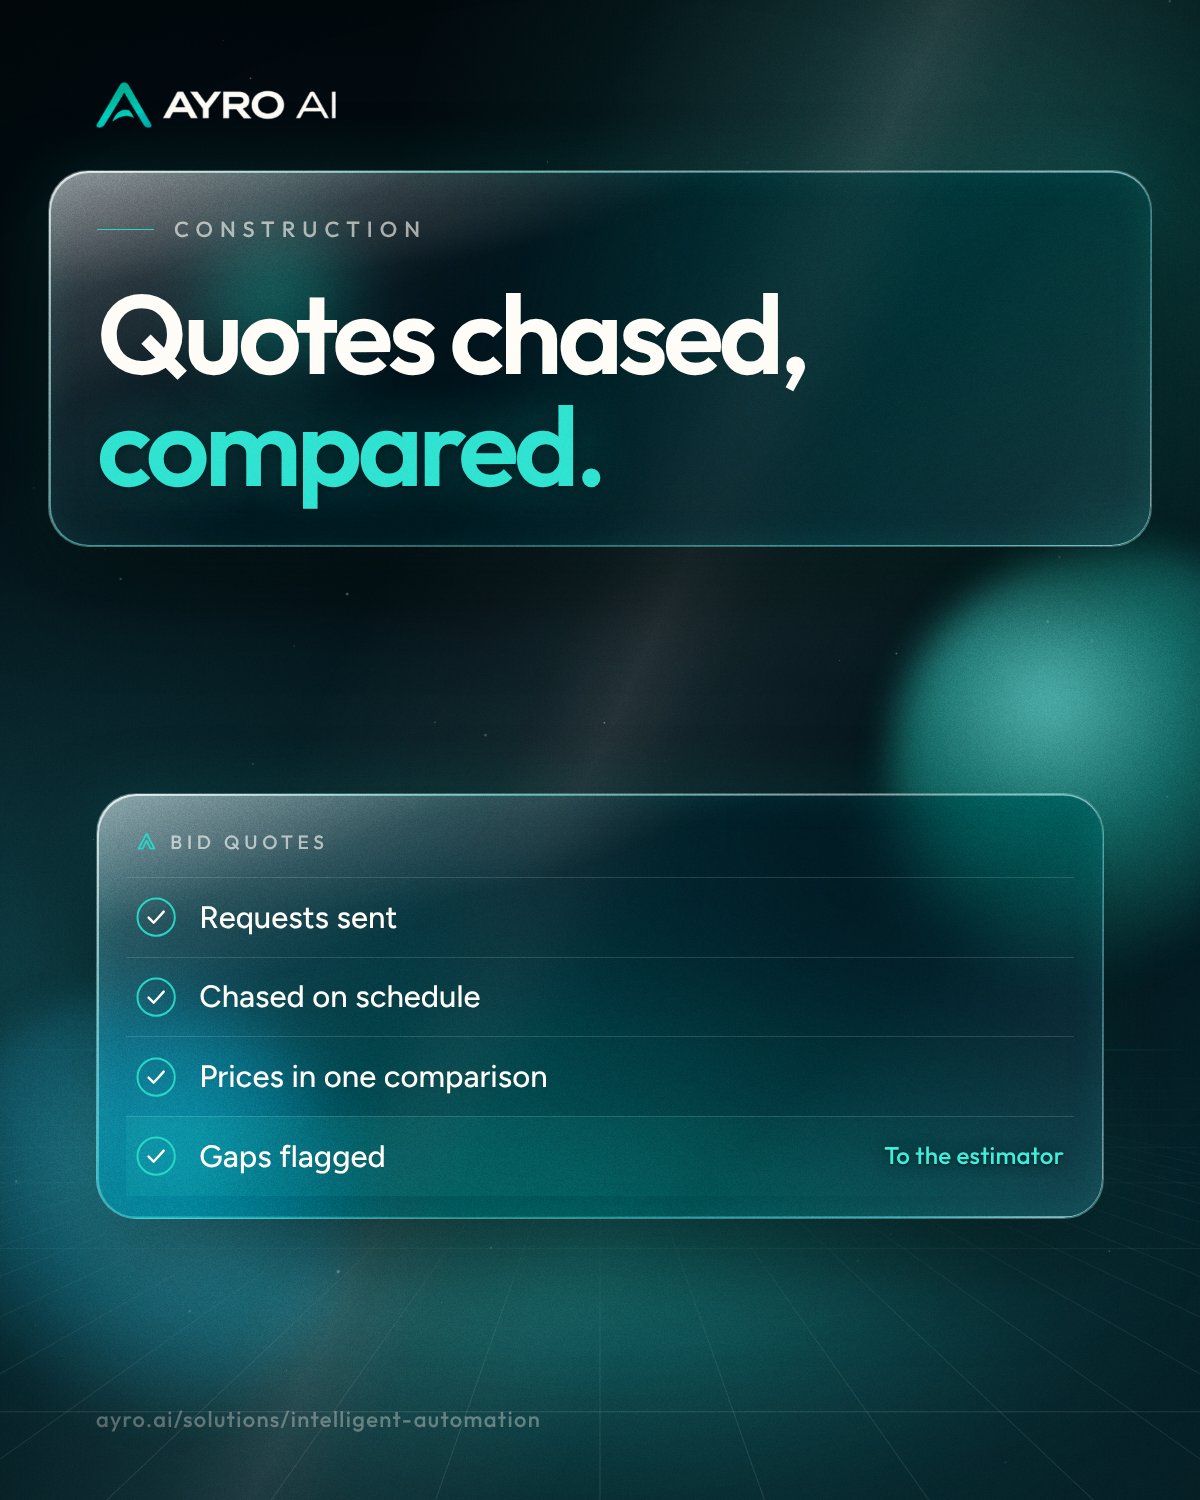 AYRO AI
CONSTRUCTION
Quotes chased,
compared.
BID QUOTES
Requests sent
Chased on schedule
Prices in one comparison
Gaps flagged
To the estimator
ayro.ai/solutions/intelligent-automation